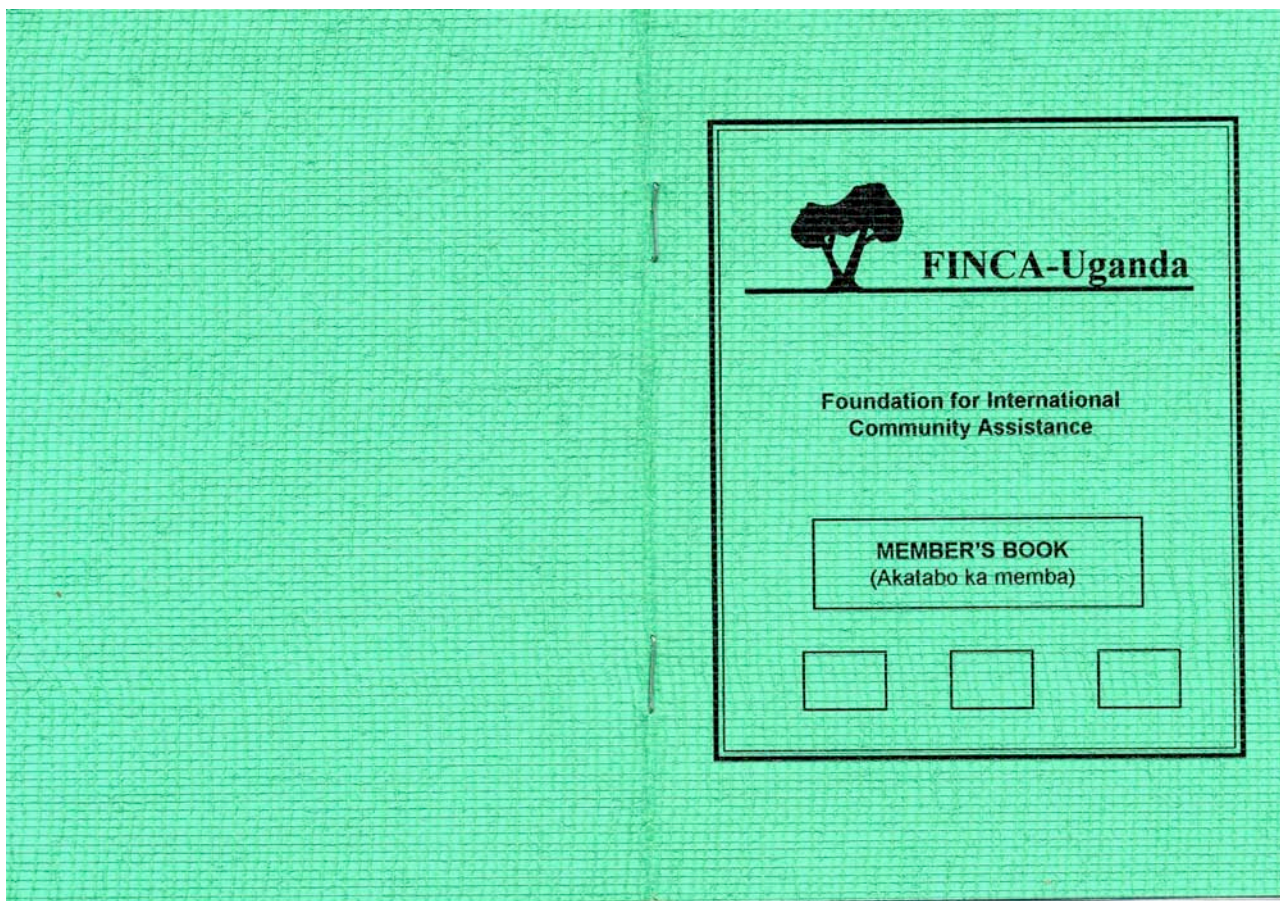 FINCA-Uganda
Foundation for International
Community Assistance
MEMBER'S BOOK
(Akatabo ka memba)